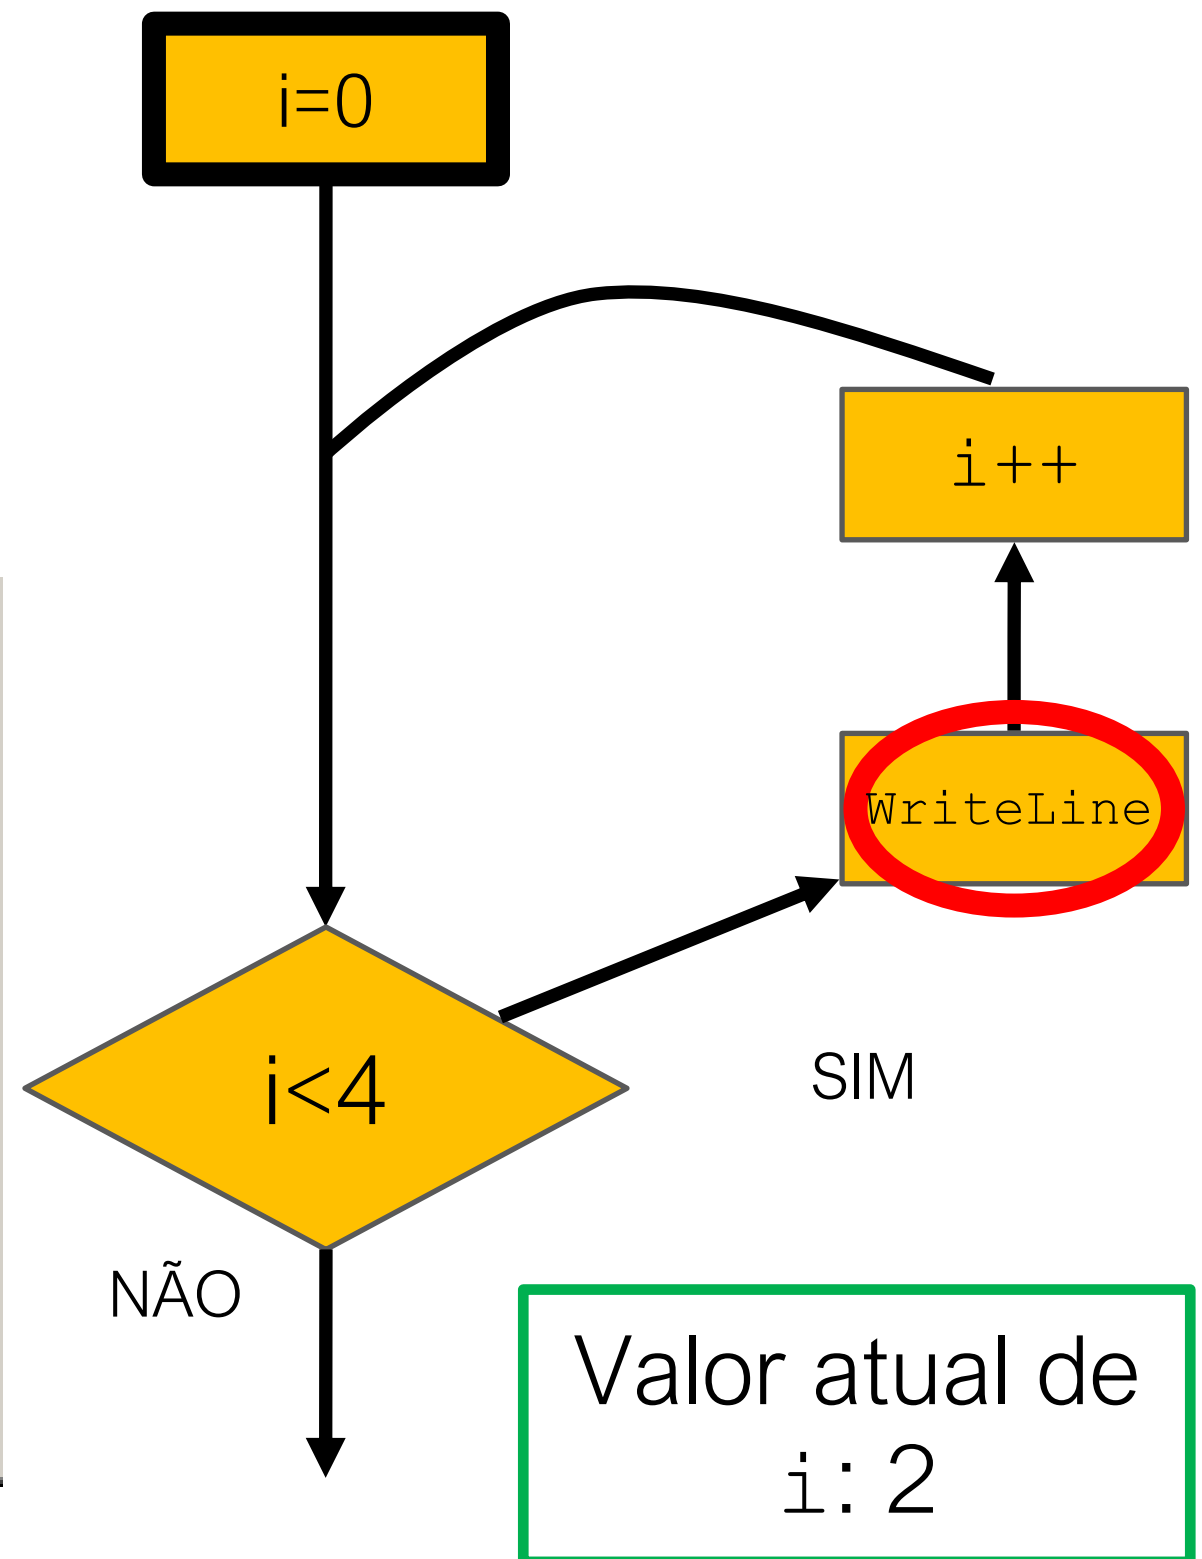 i=0
i++
WriteLine
i<4
SIM
NÃO
Valor atual de
i: 2